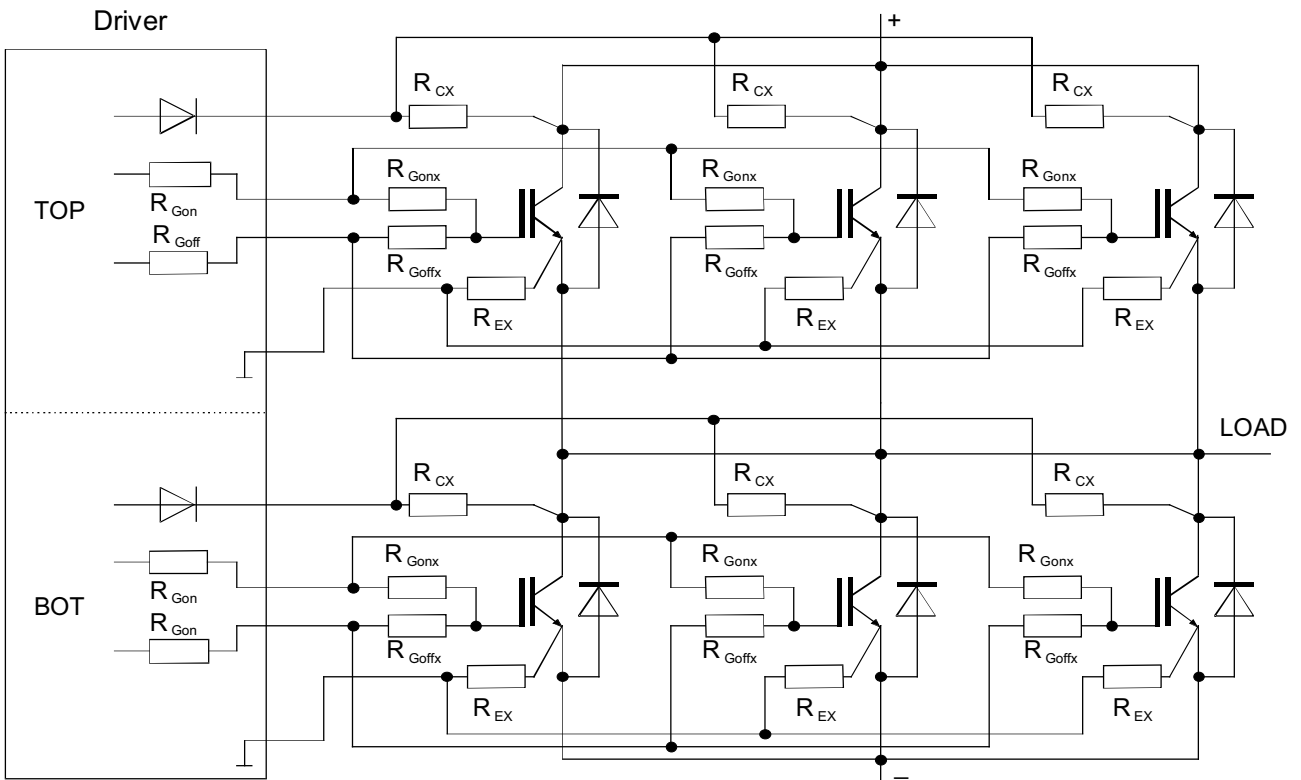 Driver
+
R CX R CX R CX
R Gonx R Gonx R Gonx
TOP
R Gon
R Goff
R Goffx R Goffx R Goffx
R EX R EX R EX
LOAD
R CX R CX R CX
R Gonx R Gonx R Gonx
BOT
R Gon
R Gon
R Goffx R Goffx R Goffx
R EX R EX R EX
−